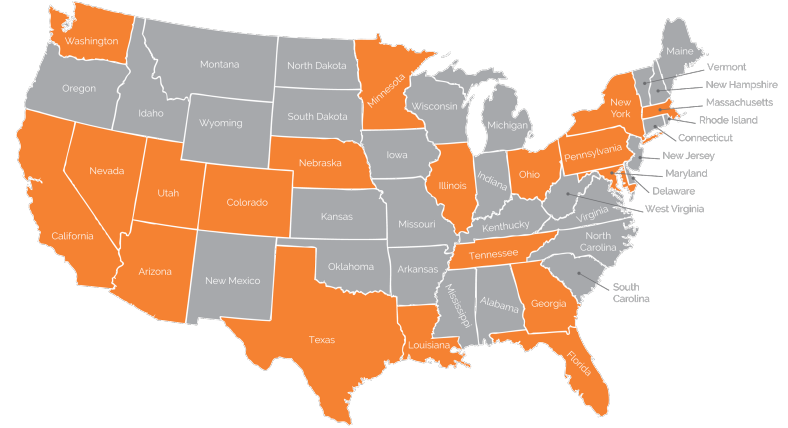 Washington
Oregon
Idaho
Montana
Wyoming
North Dakota
South Dakota
Minnesota
Wisconsin
Michigan
Maine
Vermont
New Hampshire
Massachusetts
Rhode Island
Connecticut
New Jersey
Maryland
Delaware
West Virginia
New
York
Pennsylvania
Ohio
Indiana
Illinois
Iowa
Nebraska
Nevada
Utah
Colorado
California
Arizona
New Mexico
Kansas
Missouri
Kenthucky
Virginia
North
Carolina
Tennessee
Oklahoma
Arkansas
South
Carolina
Texas
Louisiana
Mississippi
Alabama
Georgia
Florida